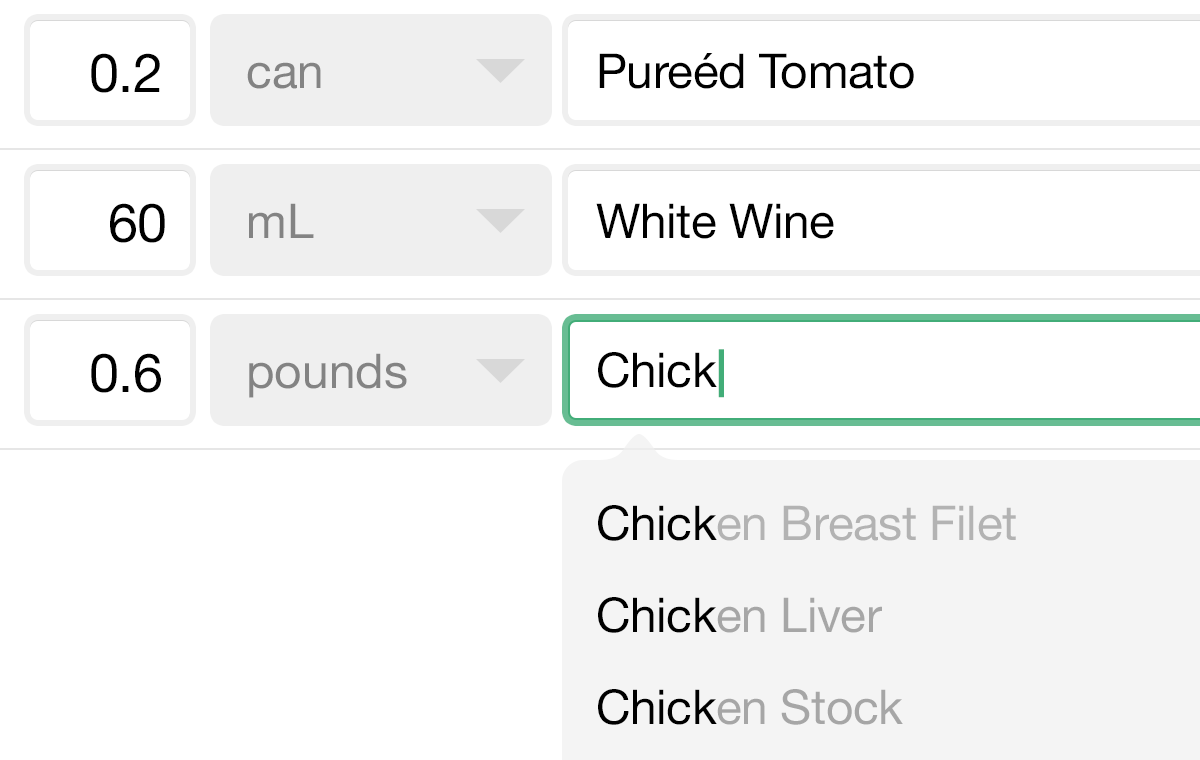 0.2 can Pureéd Tomato
60 mL White Wine
0.6 pounds Chick
Chicken Breast Filet
Chicken Liver
Chicken Stock